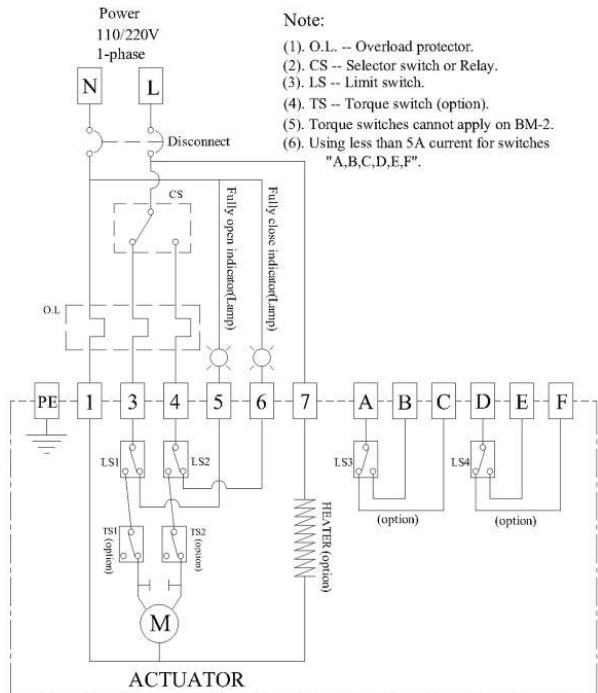 Power
110/220V
1-phase
N L
Disconnect
CS
Note:
(1). O.L. -- Overload protector.
(2). CS -- Selector switch or Relay.
(3). LS -- Limit switch.
(4). TS -- Torque switch (option).
(5). Torque switches cannot apply on BM-2.
(6). Using less than 5A current for switches
"A,B,C,D,E,F".
Fully open indicator(Lamp)
Fully close indicator(Lamp)
O.L
PE 1 3 4 5 6 7 A B C D E F
LS1 LS2 LS3 LS4
(option) (option)
TS1
(option)
TS2
(option)
HEATER (option)
M
ACTUATOR